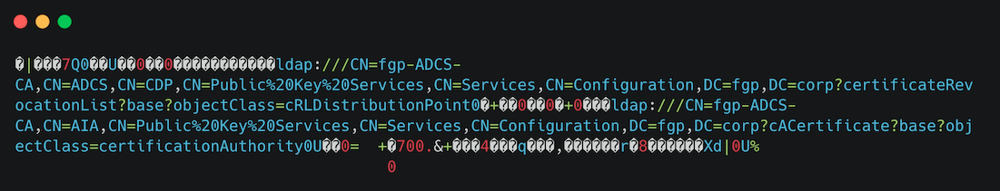 �|���7Q0��U��0��0�����������ldap:///CN=fgp-ADCS-
CA,CN=ADCS,CN=CDP,CN=Public%20Key%20Services,CN=Services,CN=Configuration,DC=fgp,DC=corp?certificateRev
ocationList?base?objectClass=cRLDistributionPoint0�+��0��0�+0���ldap:///CN=fgp-ADCS-
CA,CN=AIA,CN=Public%20Key%20Services,CN=Services,CN=Configuration,DC=fgp,DC=corp?cACertificate?base?obj
ectClass=certificationAuthority0U��0=  +�700.&+���4���q���,������r�8������Xd|0U%
0